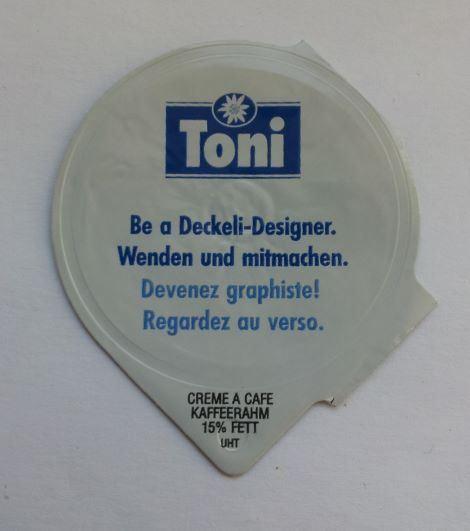 Toni
Be a Deckeli-Designer.
Wenden und mitmachen.
Devenez graphiste!
Regardez au verso.
CREME A CAFE
KAFFEERAHM
15% FETT
UHT